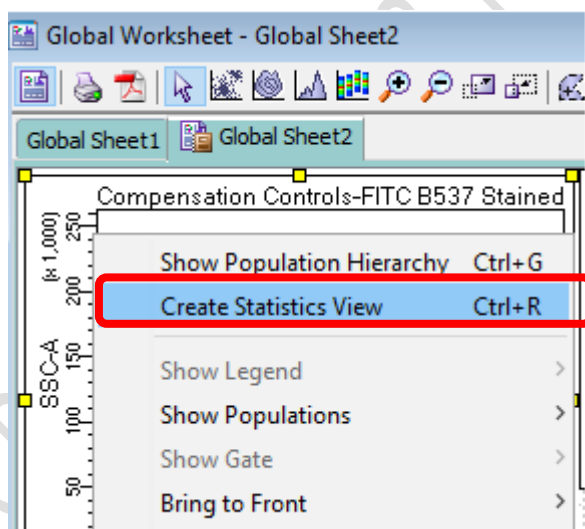 Global Worksheet - Global Sheet2
Global Sheet1
Global Sheet2
Compensation Controls-FITC B537 Stained
(x 1,000)
250
200
150
100
50
SSC-A
Show Population Hierarchy Ctrl+G
Create Statistics View Ctrl+R
Show Legend
Show Populations
Show Gate
Bring to Front